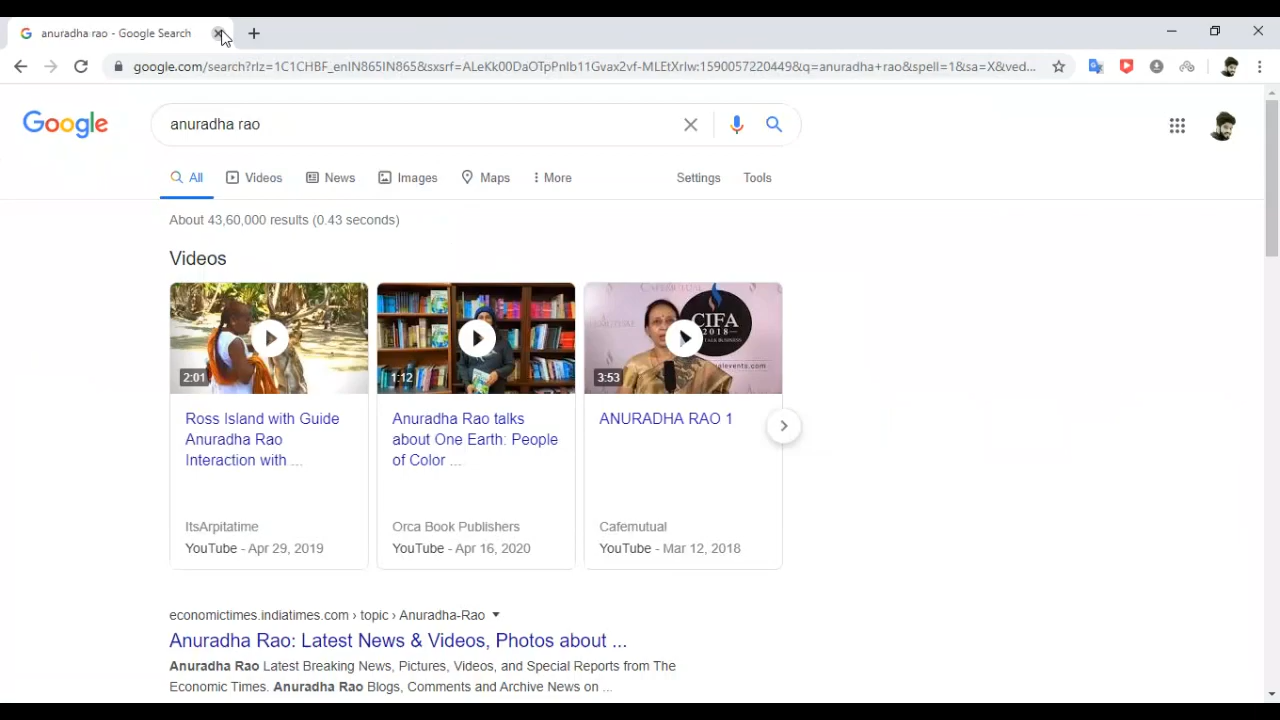 anuradha rao - Google Search
google.com/search?rlz=1C1CHBF_enIN865IN865&sxsrf=ALeKk00DaOTpPnIb11Gvax2vf-MLEtXrIw:1590057220449&q=anuradha+rao&spell=1&sa=X&ved...
Google
anuradha rao
All
Videos
News
Images
Maps
More
Settings
Tools
About 43,60,000 results (0.43 seconds)
Videos
CIFA
2018
2:01
1:12
3:53
Ross Island with Guide
Anuradha Rao
Interaction with ...
Anuradha Rao talks
about One Earth: People
of Color ...
ANURADHA RAO 1
ItsArpitatime
Orca Book Publishers
Cafemutual
YouTube - Apr 29, 2019
YouTube - Apr 16, 2020
YouTube - Mar 12, 2018
economictimes.indiatimes.com › topic › Anuradha-Rao
Anuradha Rao: Latest News & Videos, Photos about ...
Anuradha Rao Latest Breaking News, Pictures, Videos, and Special Reports from The
Economic Times. Anuradha Rao Blogs, Comments and Archive News on ...